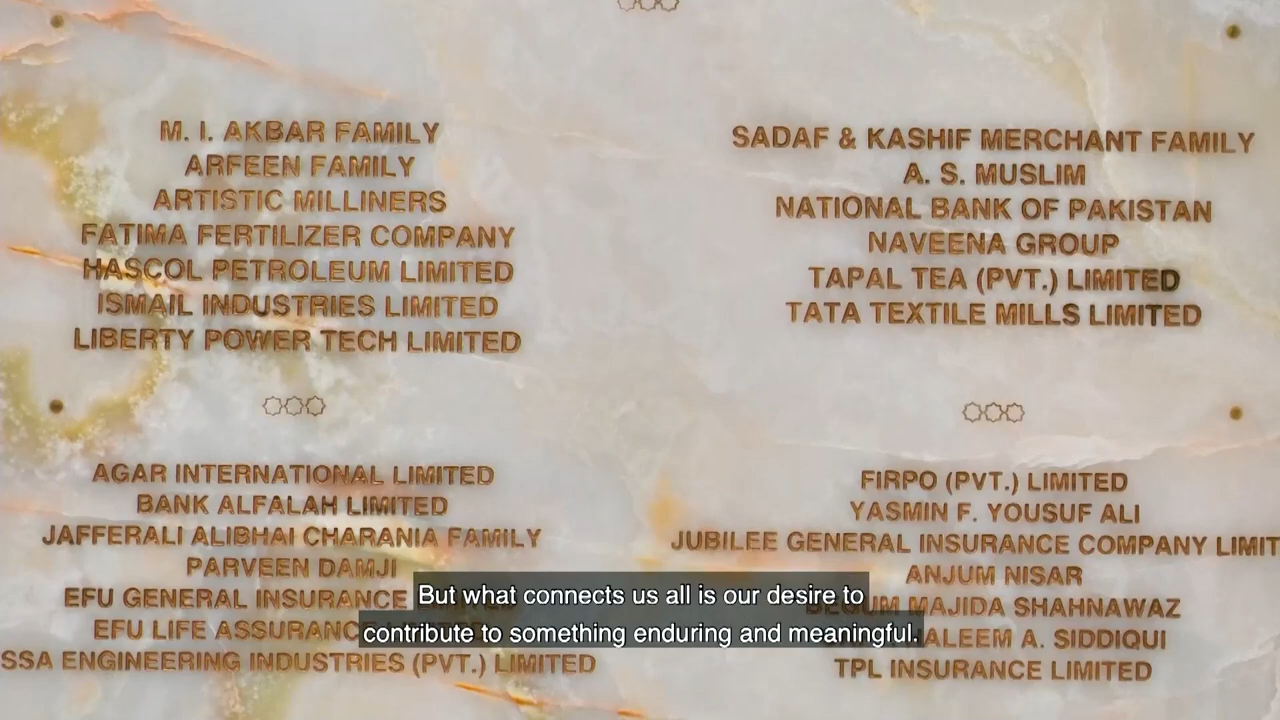 M. I. AKBAR FAMILY
ARFEEN FAMILY
ARTISTIC MILLINERS
FATIMA FERTILIZER COMPANY
HASCOL PETROLEUM LIMITED
ISMAIL INDUSTRIES LIMITED
LIBERTY POWER TECH LIMITED
AGAR INTERNATIONAL LIMITED
BANK ALFALAH LIMITED
JAFFERALI ALIBHAI CHARANIA FAMILY
PARVEEN DAMJI
EFU GENERAL INSURANCE
EFU LIFE ASSURANCE
SSA ENGINEERING INDUSTRIES (PVT.) LIMITED
SADAF & KASHIF MERCHANT FAMILY
A. S. MUSLIM
NATIONAL BANK OF PAKISTAN
NAVEENA GROUP
TAPAL TEA (PVT.) LIMITED
TATA TEXTILE MILLS LIMITED
FIRPO (PVT.) LIMITED
YASMIN F. YOUSUF ALI
JUBILEE GENERAL INSURANCE COMPANY LIMIT
ANJUM NISAR
BEGUM MAJIDA SHAHNAWAZ
ALEEM A. SIDDIQUI
TPL INSURANCE LIMITED
But what connects us all is our desire to
contribute to something enduring and meaningful.